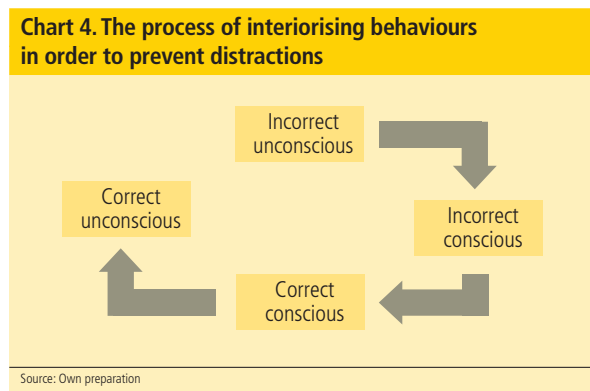 Chart 4. The process of interiorising behaviours
in order to prevent distractions
Incorrect
unconscious
Incorrect
conscious
Correct
conscious
Correct
unconscious
Source: Own preparation